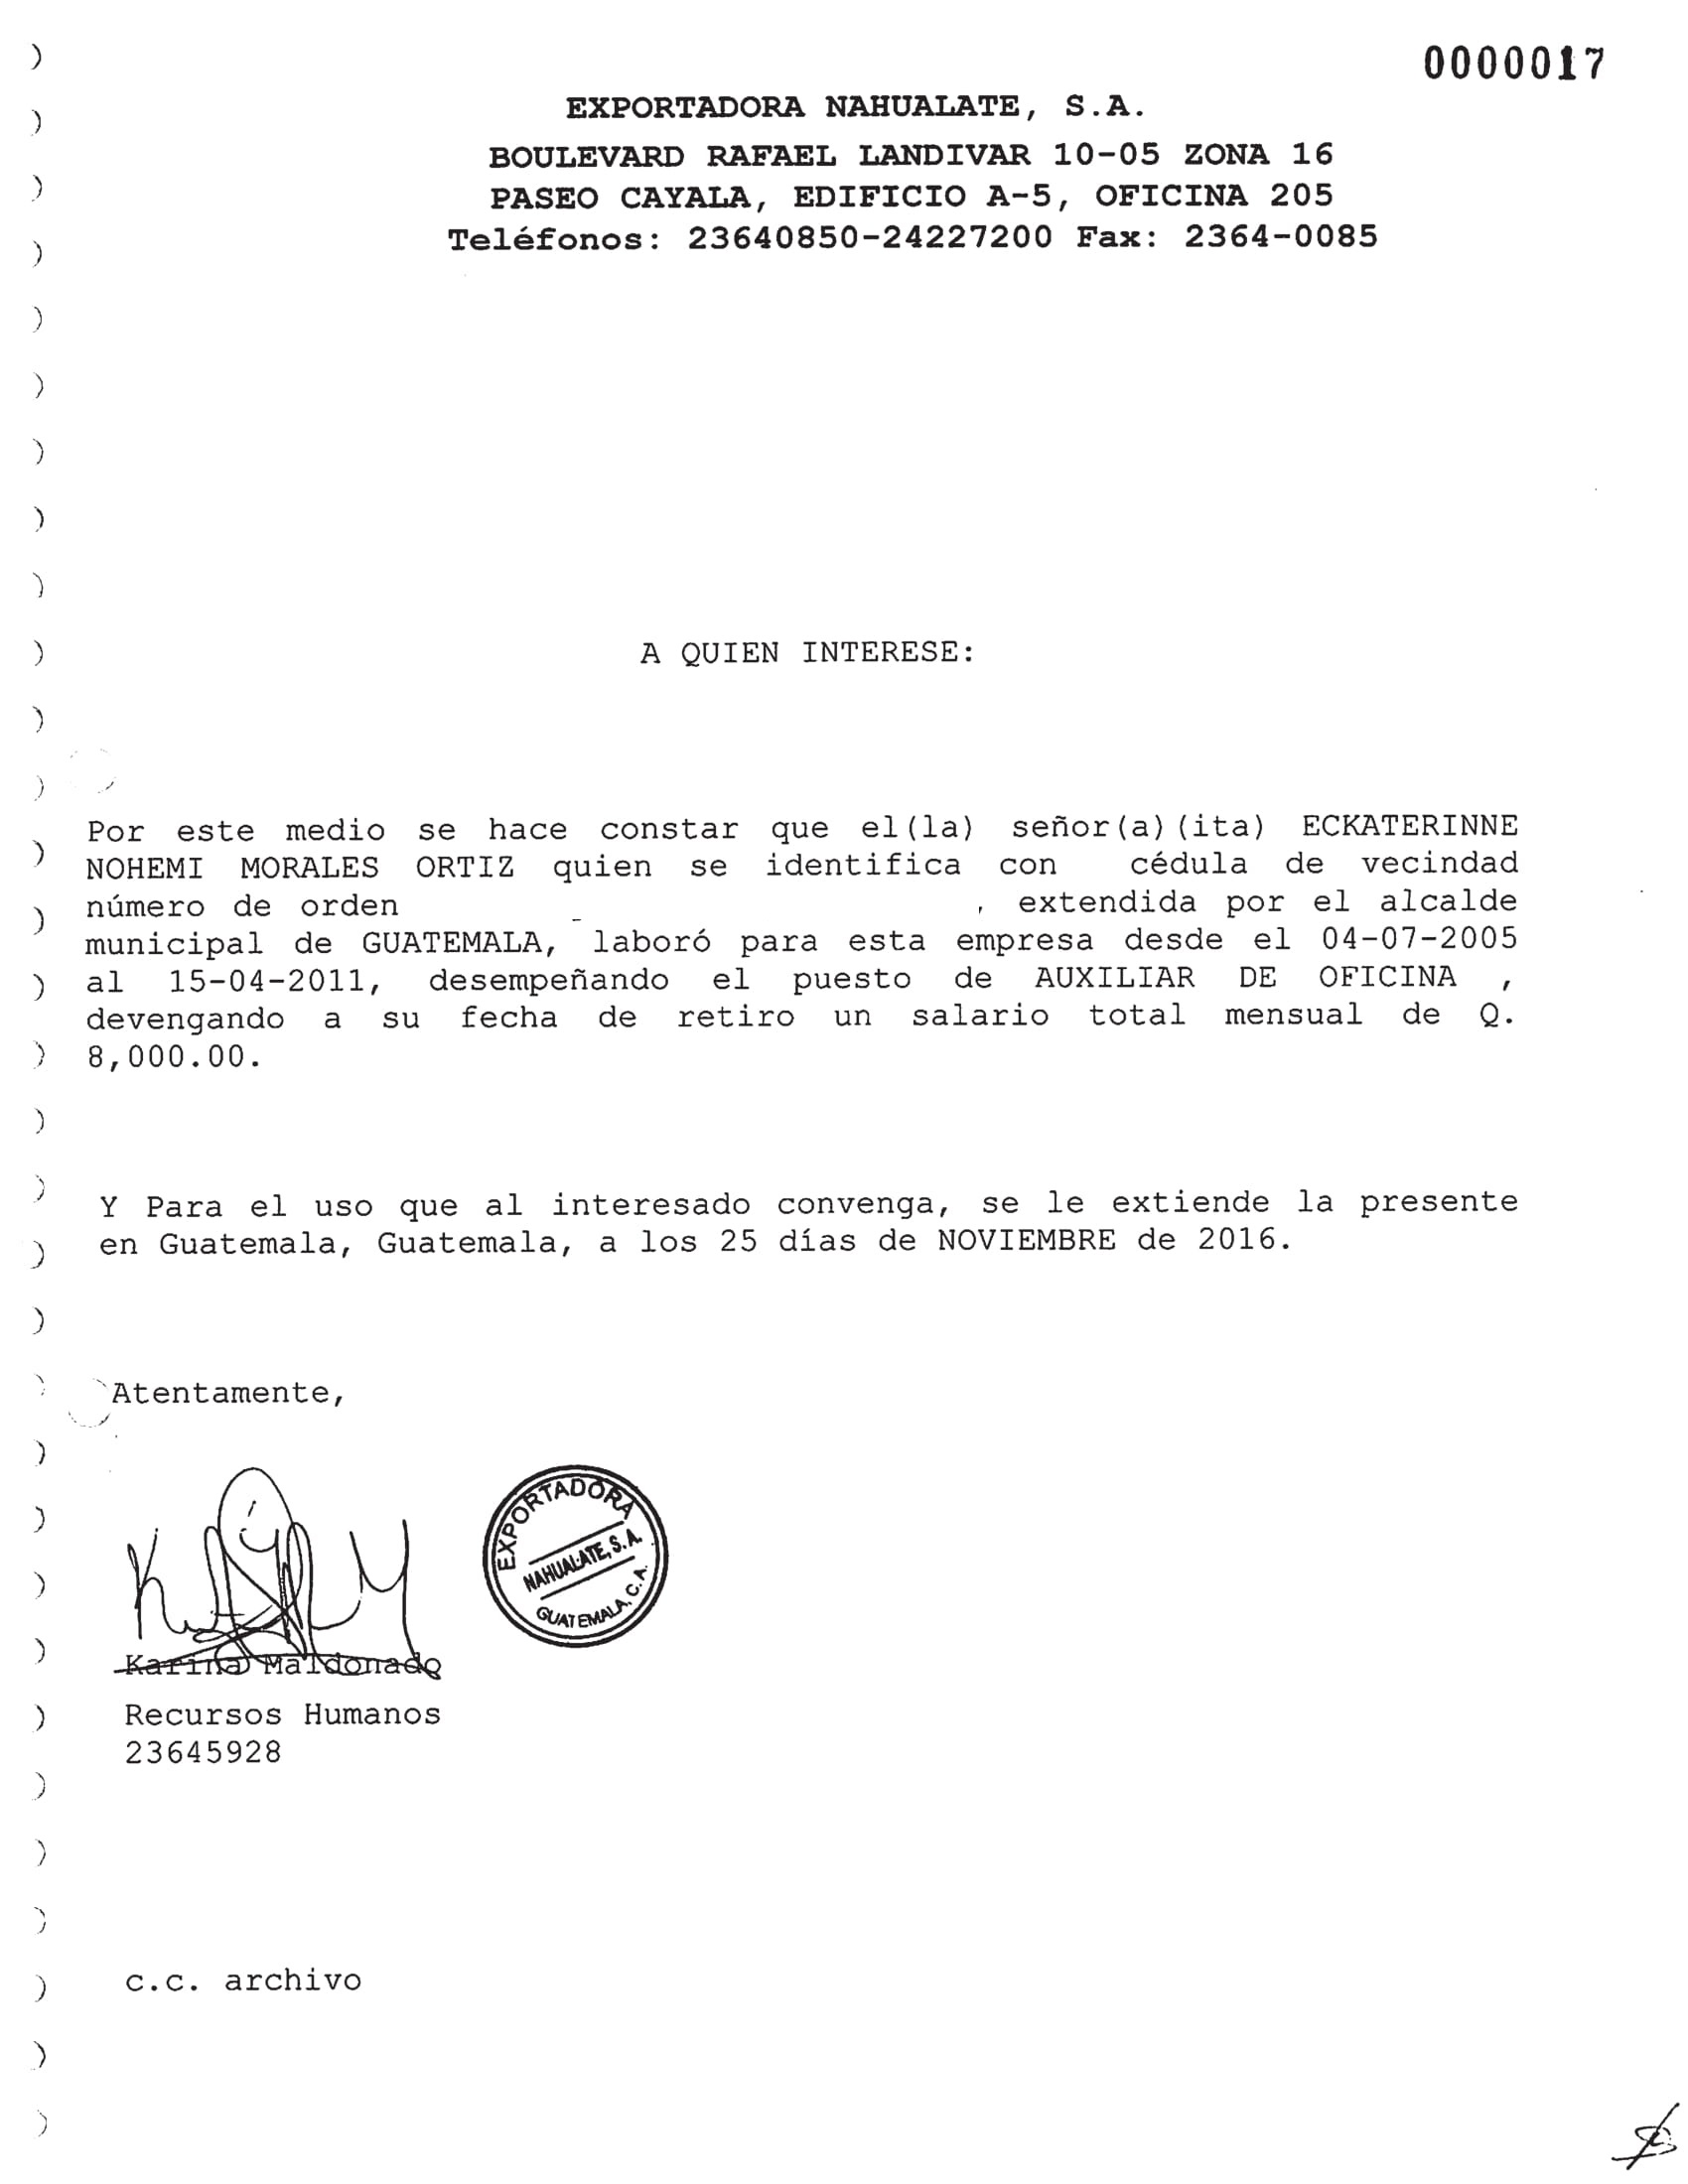 0000017
EXPORTADORA NAHUALATE, S.A.
BOULEVARD RAFAEL LANDIVAR 10-05 ZONA 16
PASEO CAYALA, EDIFICIO A-5, OFICINA 205
Teléfonos: 23640850-24227200 Fax: 2364-0085
A QUIEN INTERESE:
Por este medio se hace constar que el(la) señor(a)(ita) ECKATERINNE
NOHEMI MORALES ORTIZ quien se identifica con cédula de vecindad
número de orden , extendida por el alcalde
municipal de GUATEMALA, laboró para esta empresa desde el 04-07-2005
al 15-04-2011, desempeñando el puesto de AUXILIAR DE OFICINA ,
devengando a su fecha de retiro un salario total mensual de Q.
8,000.00.
Y Para el uso que al interesado convenga, se le extiende la presente
en Guatemala, Guatemala, a los 25 días de NOVIEMBRE de 2016.
Atentamente,
EXPORTADORA
NAHUALATE, S.A.
GUATEMALA, C.A.
Karina Maldonado
Recursos Humanos
23645928
c.c. archivo